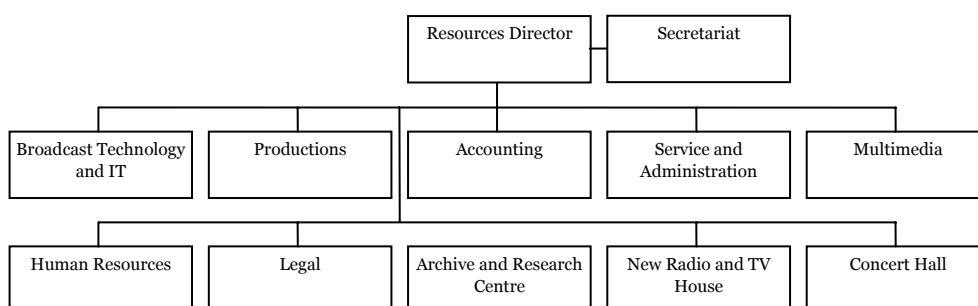 Resources Director
Secretariat
Broadcast Technology
and IT
Productions
Accounting
Service and
Administration
Multimedia
Human Resources
Legal
Archive and Research
Centre
New Radio and TV
House
Concert Hall